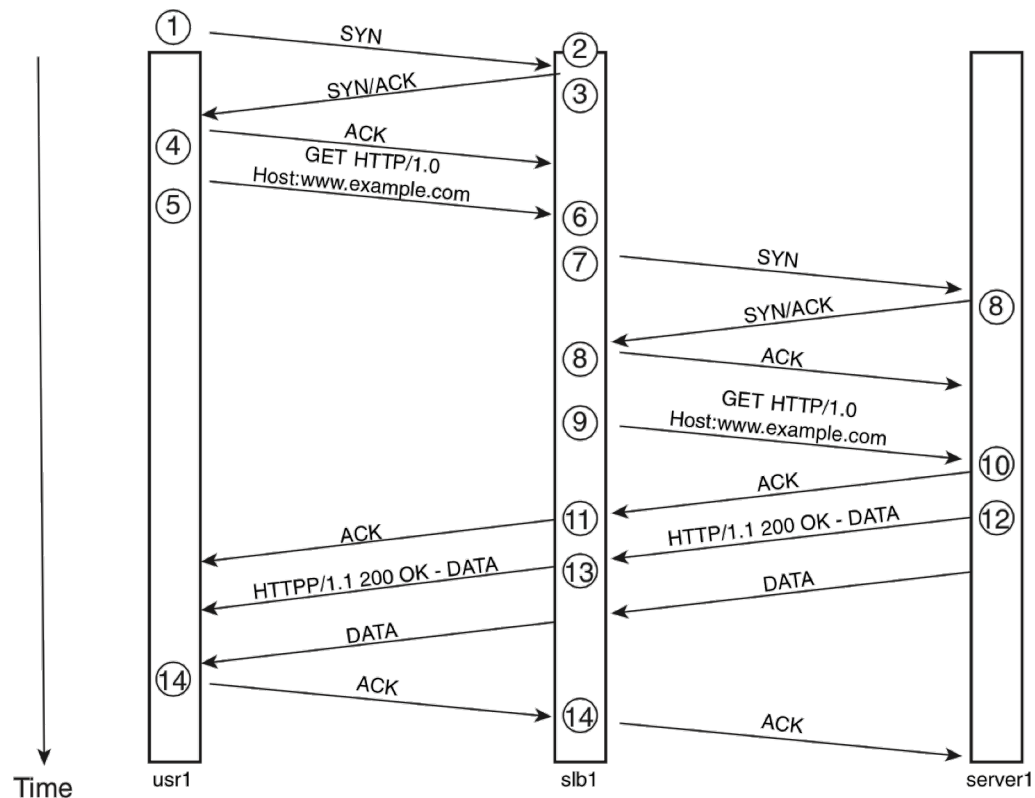 1
SYN
2
SYN/ACK
3
4
ACK
GET HTTP/1.0
Host:www.example.com
5
6
7
SYN
8
SYN/ACK
8
ACK
GET HTTP/1.0
9
Host:www.example.com
10
ACK
11
12
ACK
HTTP/1.1 200 OK - DATA
13
HTTPP/1.1 200 OK - DATA
DATA
DATA
14
ACK
14
ACK
Time
usr1
slb1
server1